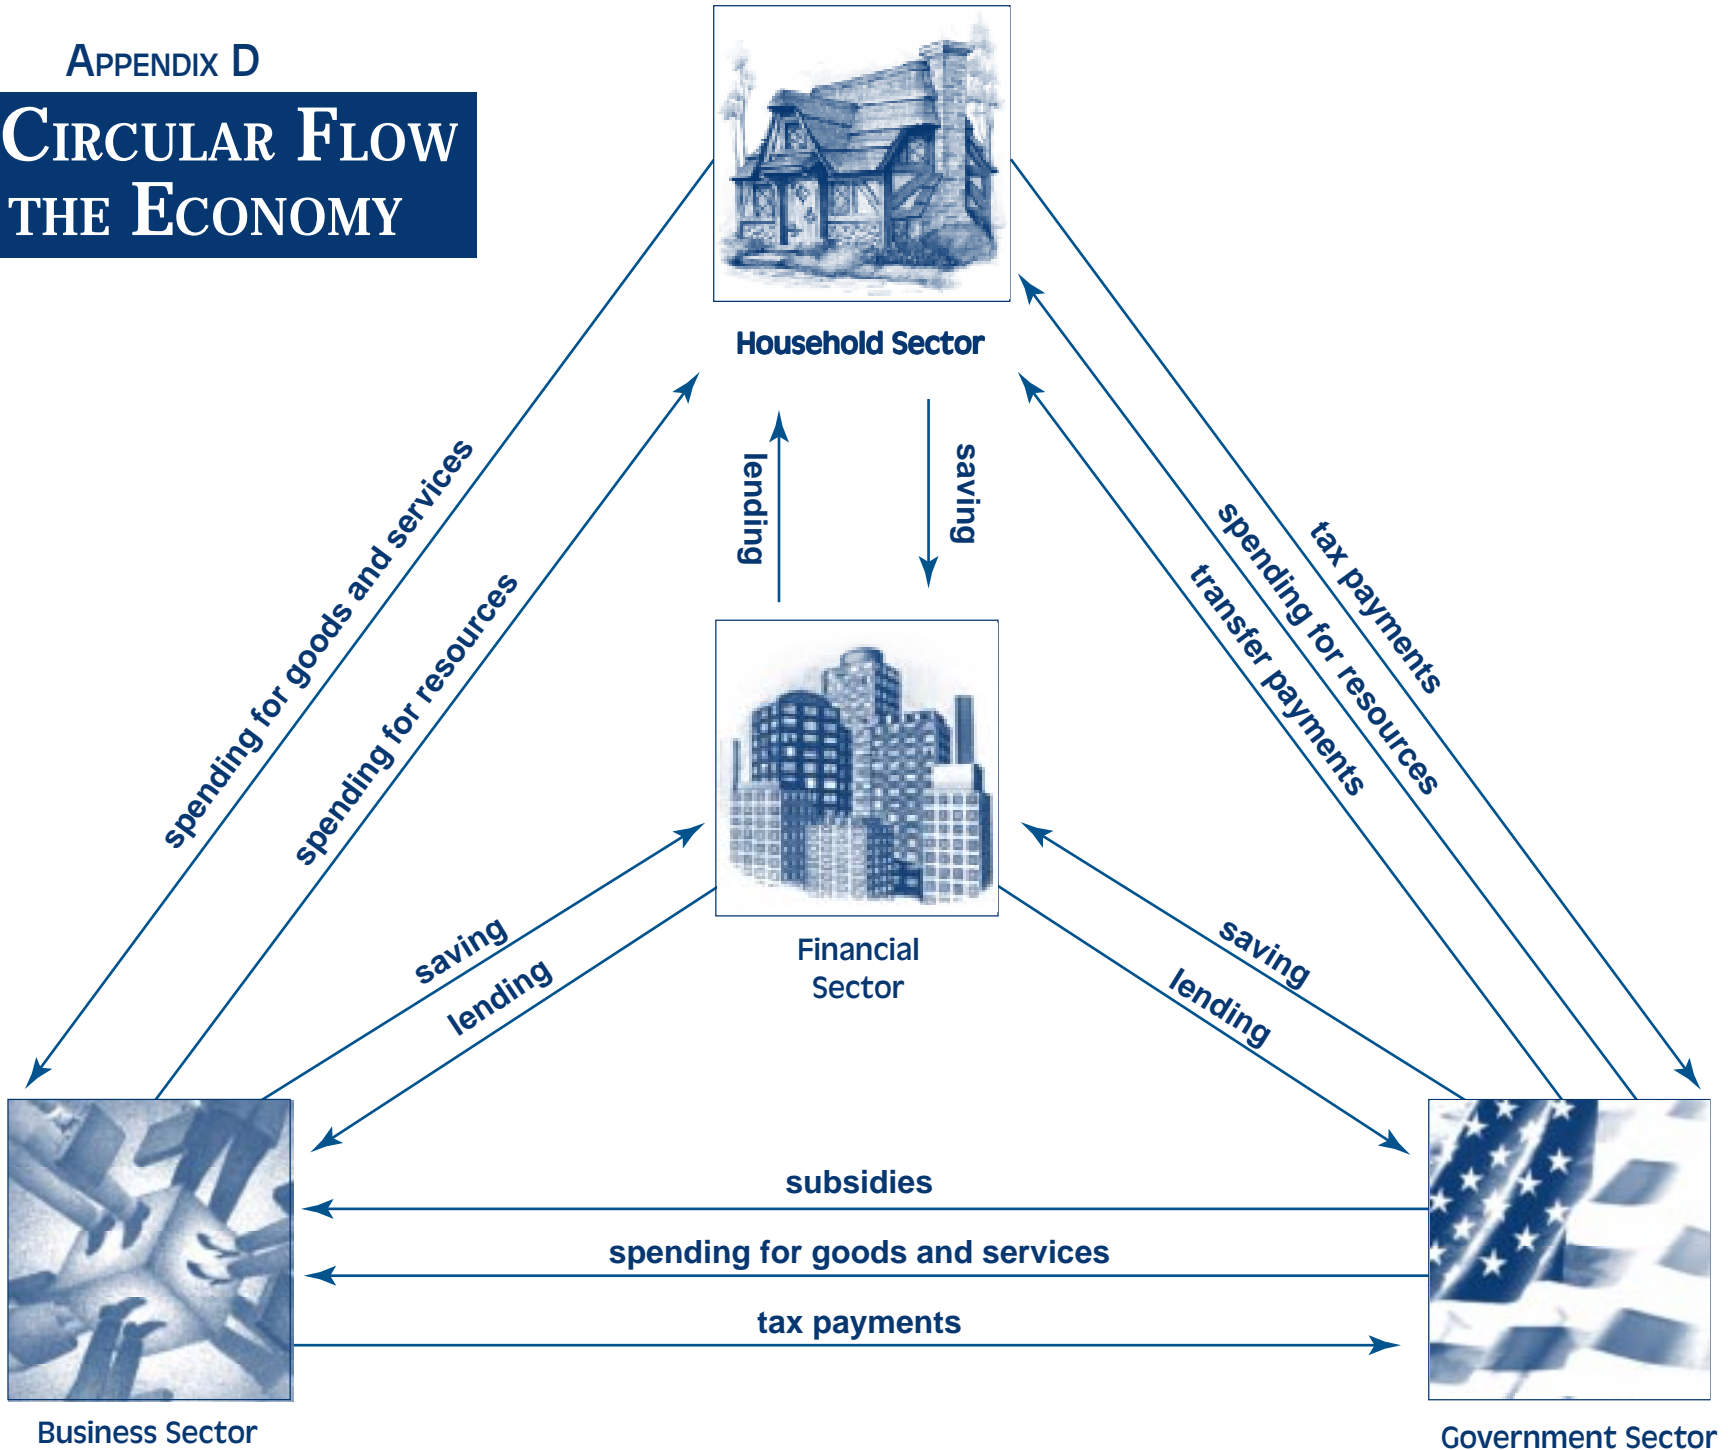 APPENDIX D
CIRCULAR FLOW
THE ECONOMY
Household Sector
spending for goods and services
spending for resources
lending
saving
tax payments
spending for resources
transfer payments
Financial
Sector
saving
lending
saving
lending
subsidies
spending for goods and services
tax payments
Business Sector
Government Sector